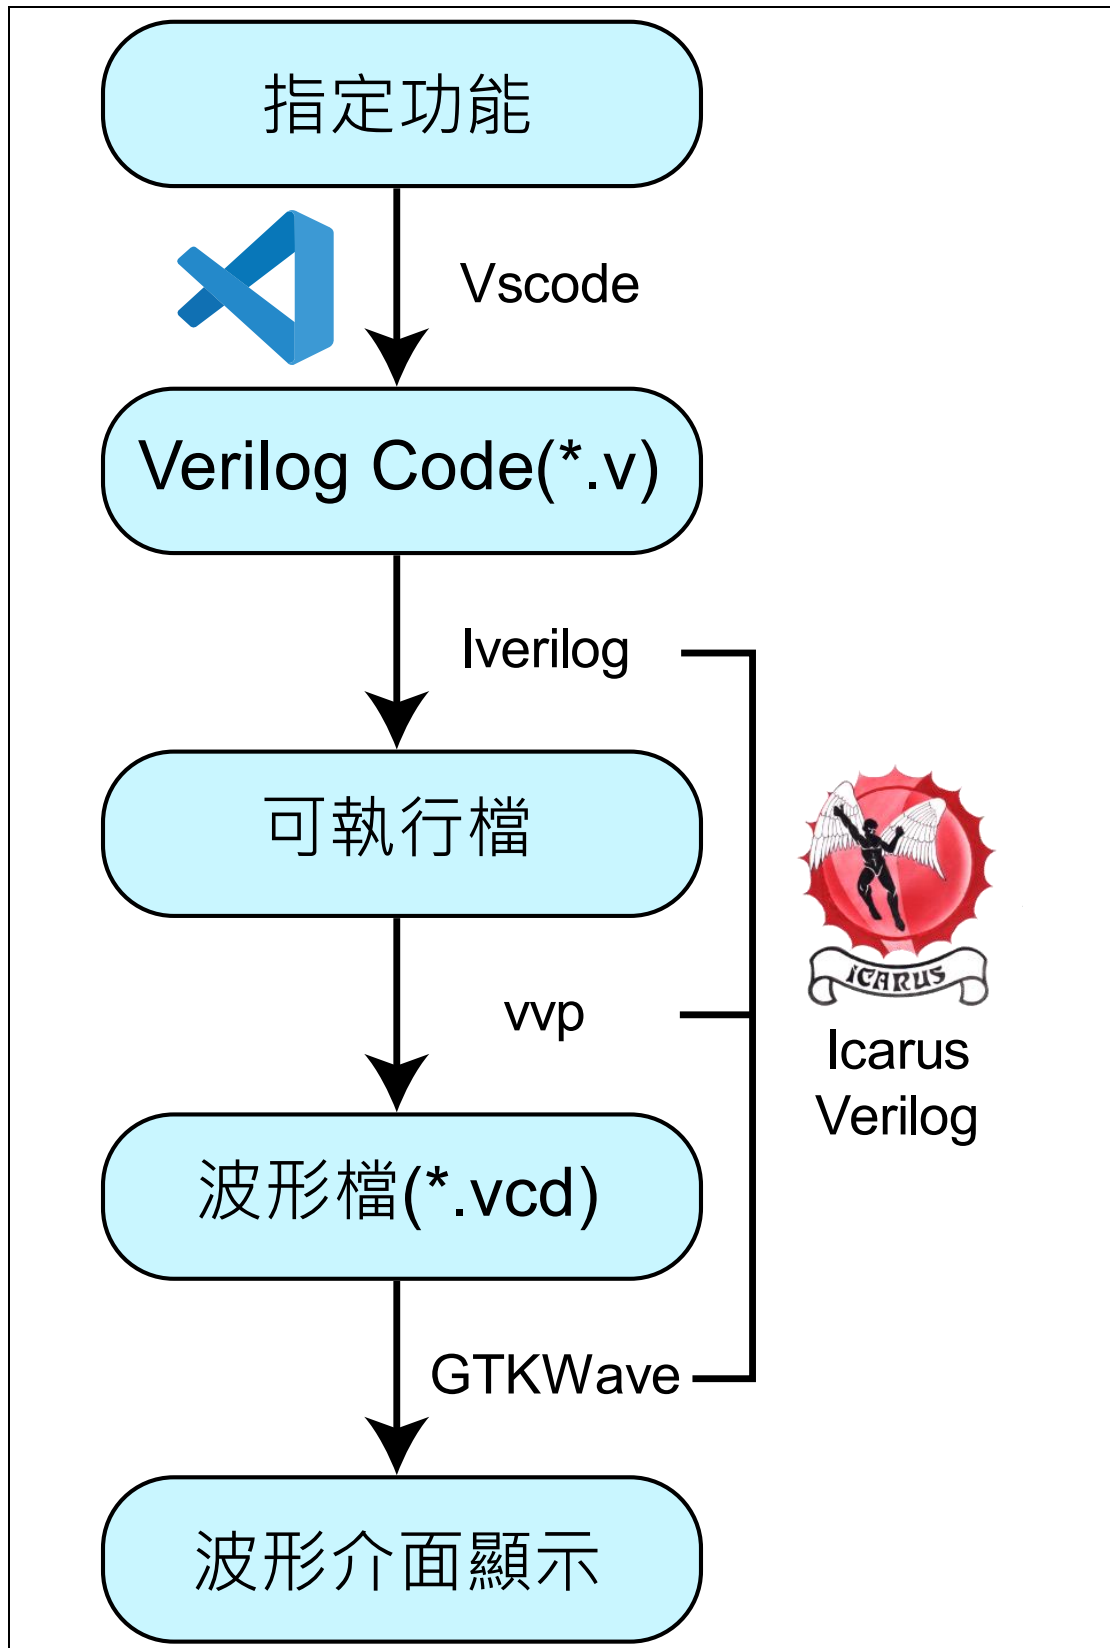 指定功能
Vscode
Verilog Code(*.v)
Iverilog
可執行檔
ICARUS
vvp
Icarus
Verilog
波形檔(*.vcd)
GTKWave
波形介面顯示